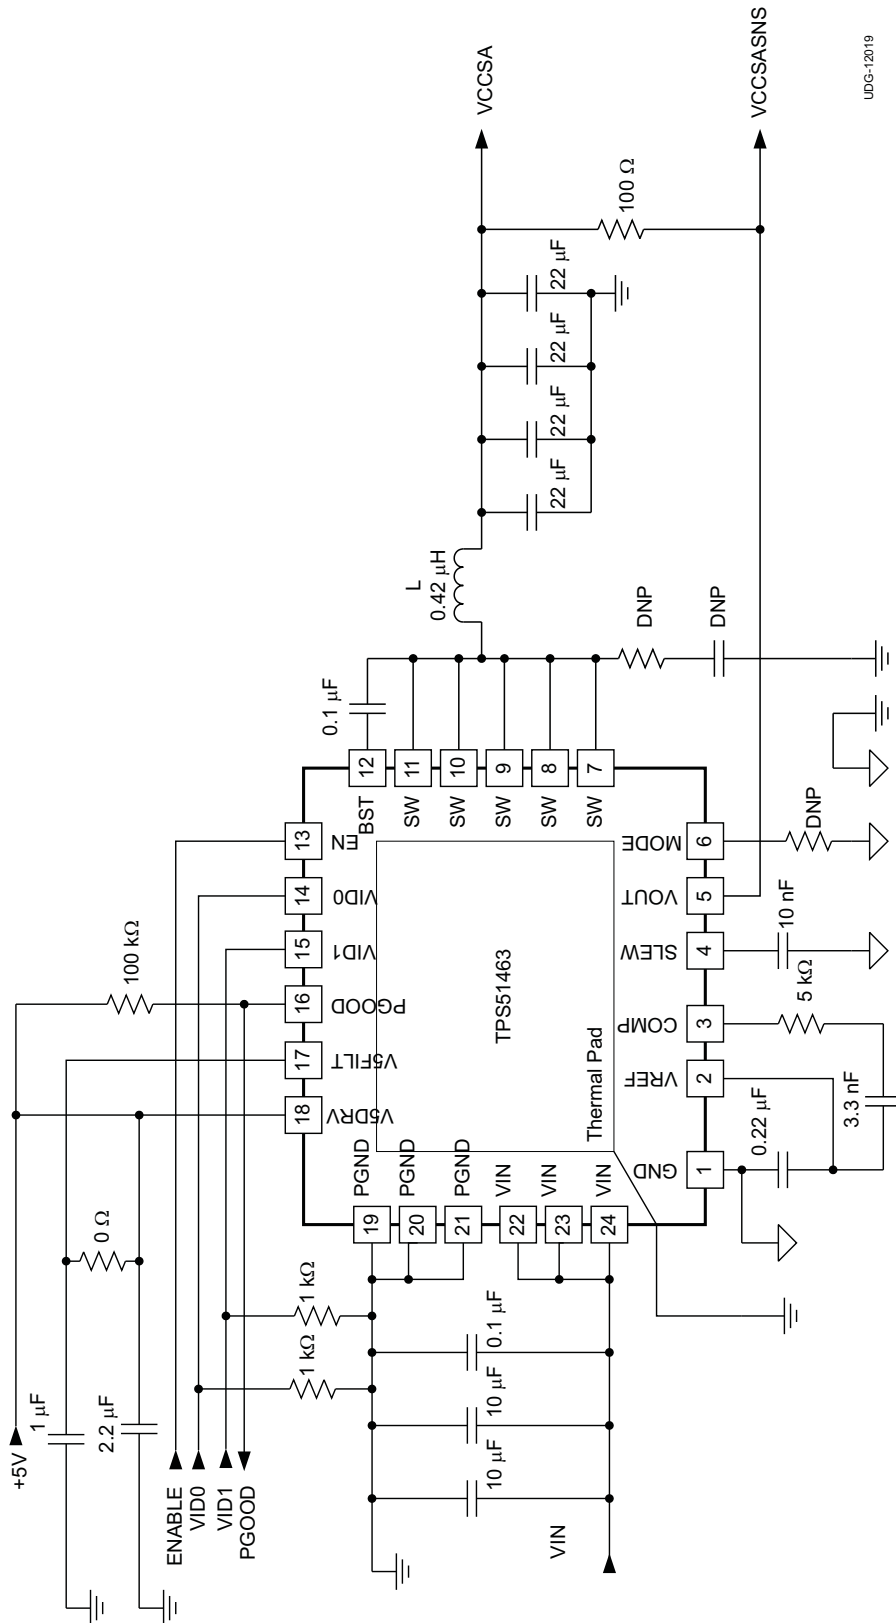 +5V
1 µF
2.2 µF
0 Ω
100 kΩ
ENABLE
VID0
VID1
PGOOD
1 kΩ
1 kΩ
18
17
16
15
14
13
V5DRV
V5FILT
PGOOD
VID1
VID0
EN
10 µF
10 µF
0.1 µF
VIN
19
20
21
22
23
24
PGND
PGND
PGND
VIN
VIN
VIN
TPS51463
Thermal Pad
BST
SW
SW
SW
SW
SW
12
11
10
9
8
7
0.1 µF
L
0.42 µH
22 µF
22 µF
22 µF
22 µF
VCCSA
100 Ω
VCCSASNS
DNP
DNP
GND
VREF
COMP
SLEW
VOUT
MODE
1
2
3
4
5
6
0.22 µF
3.3 nF
5 kΩ
10 nF
DNP
UDG-12019